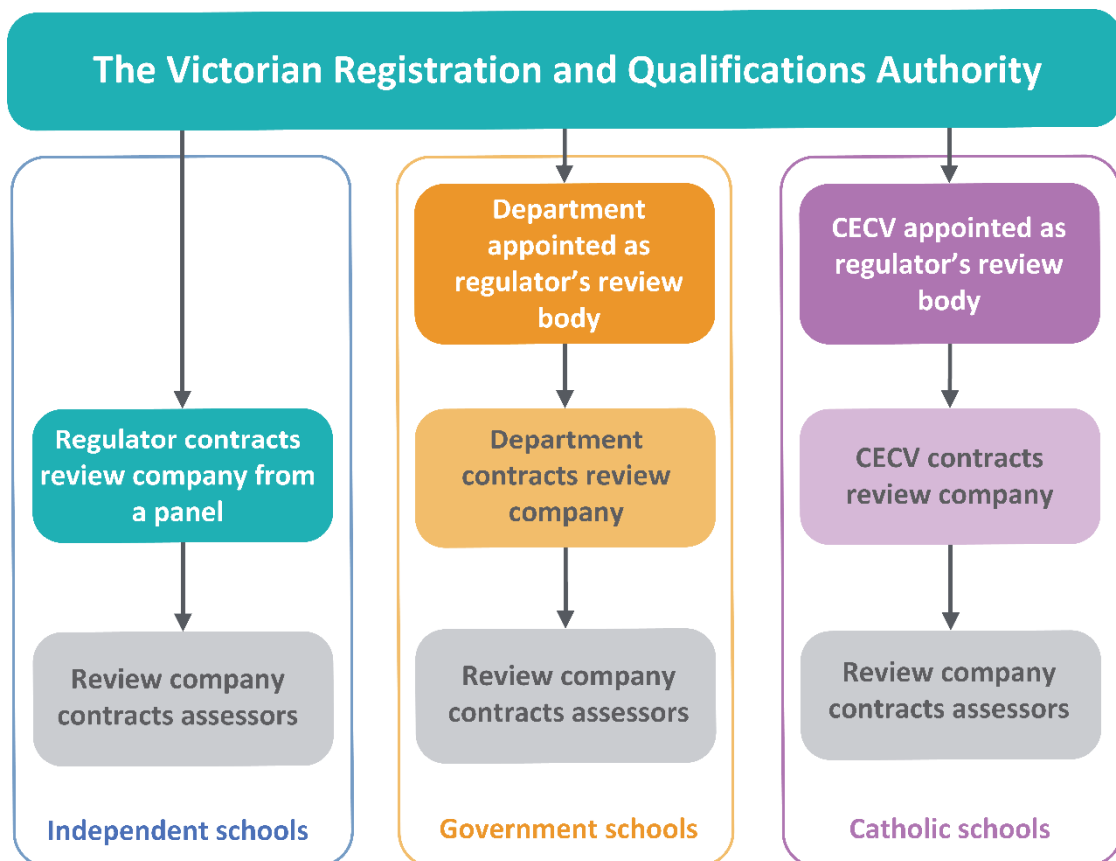 The Victorian Registration and Qualifications Authority
Regulator contracts
review company from
a panel
Review company
contracts assessors
Independent schools
Department
appointed as
regulator’s review
body
Department
contracts review
company
Review company
contracts assessors
Government schools
CECV appointed as
regulator’s review
body
CECV contracts
review company
Review company
contracts assessors
Catholic schools